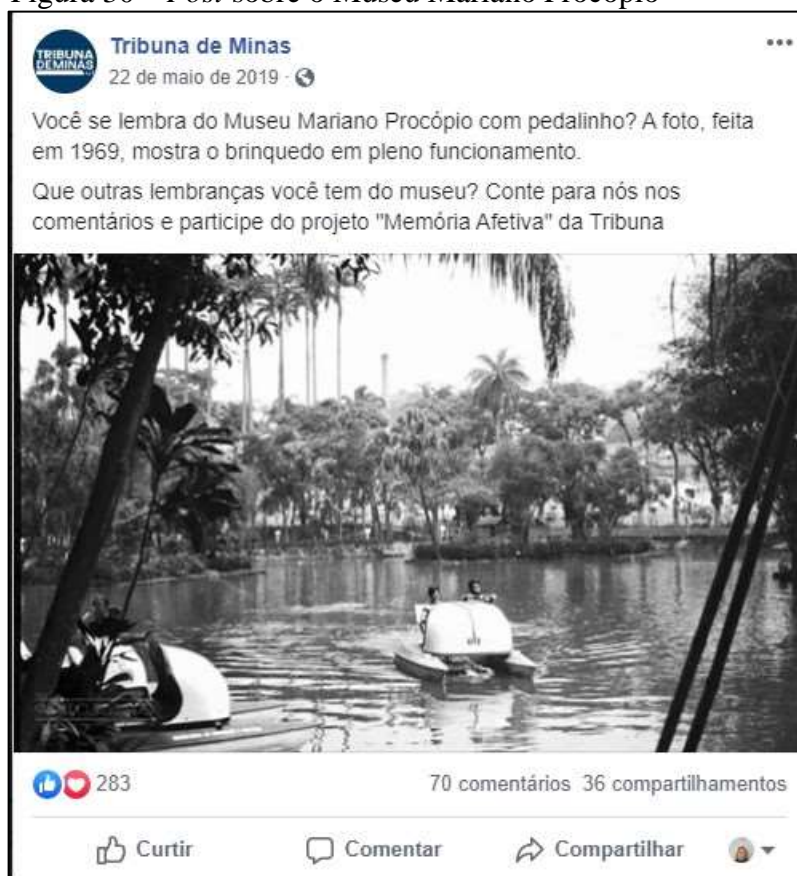 Figura 30 – Post sobre o Museu Mariano Procópio
TRIBUNA
DEMINAS
Tribuna de Minas
22 de maio de 2019 ·
Você se lembra do Museu Mariano Procópio com pedalinho? A foto, feita
em 1969, mostra o brinquedo em pleno funcionamento.
Que outras lembranças você tem do museu? Conte para nós nos
comentários e participe do projeto "Memória Afetiva" da Tribuna
283
70 comentários 36 compartilhamentos
Curtir
Comentar
Compartilhar